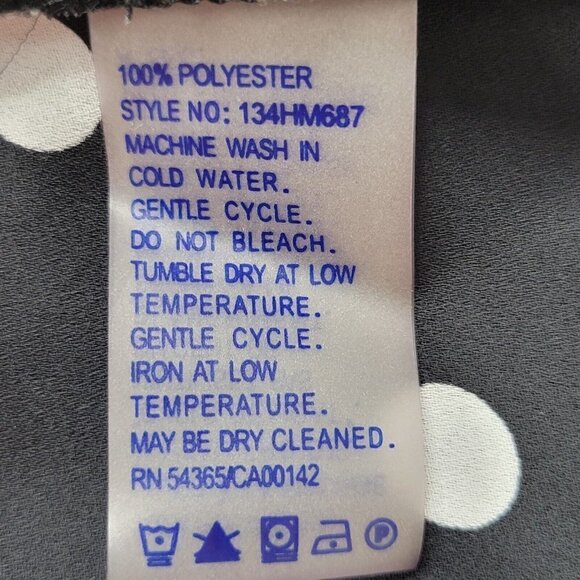 100% POLYESTER
STYLE NO: 134HM687
MACHINE WASH IN
COLD WATER.
GENTLE CYCLE.
DO NOT BLEACH.
TUMBLE DRY AT LOW
TEMPERATURE.
GENTLE CYCLE.
IRON AT LOW
TEMPERATURE.
MAY BE DRY CLEANED.
RN 54365/CA00142
P